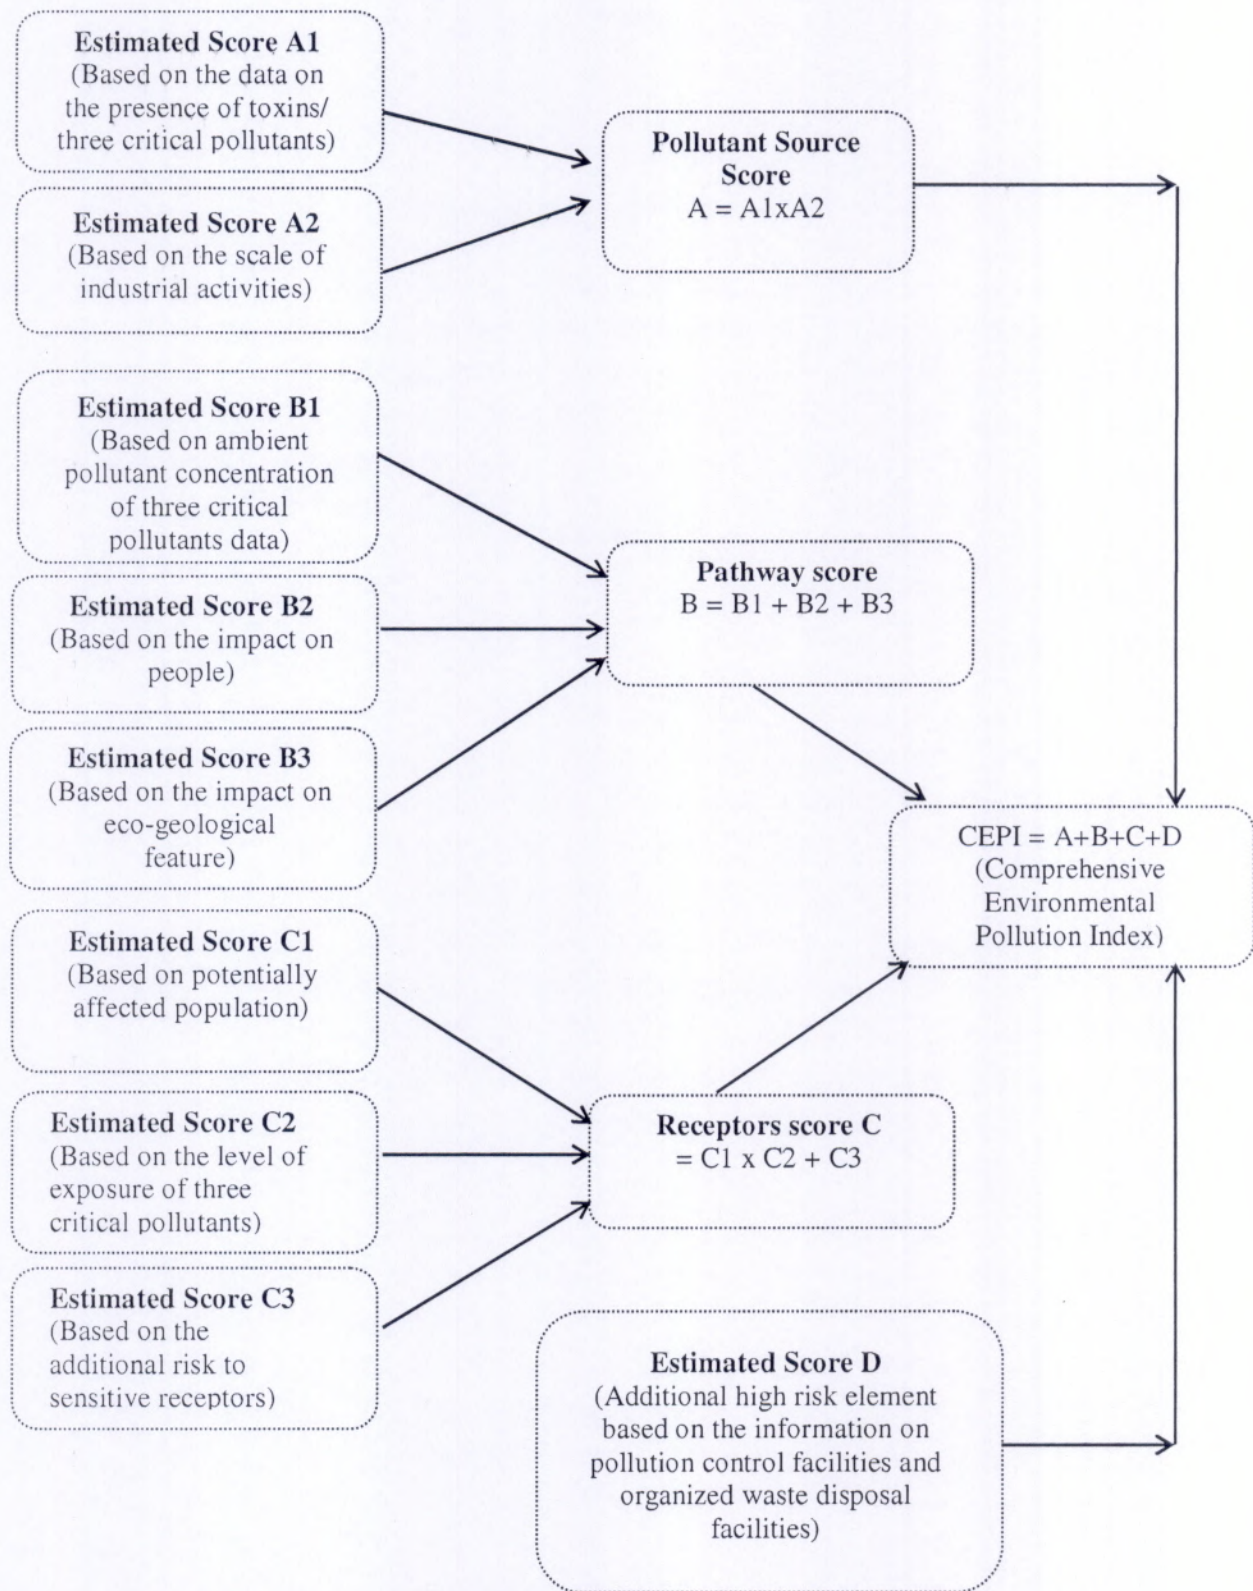 Estimated Score A1
(Based on the data on
the presence of toxins/
three critical pollutants)
Estimated Score A2
(Based on the scale of
industrial activities)
Pollutant Source
Score
A = A1xA2
Estimated Score B1
(Based on ambient
pollutant concentration
of three critical
pollutants data)
Estimated Score B2
(Based on the impact on
people)
Estimated Score B3
(Based on the impact on
eco-geological
feature)
Pathway score
B = B1 + B2 + B3
CEPI = A+B+C+D
(Comprehensive
Environmental
Pollution Index)
Estimated Score C1
(Based on potentially
affected population)
Estimated Score C2
(Based on the level of
exposure of three
critical pollutants)
Estimated Score C3
(Based on the
additional risk to
sensitive receptors)
Receptors score C
= C1 x C2 + C3
Estimated Score D
(Additional high risk element
based on the information on
pollution control facilities and
organized waste disposal
facilities)